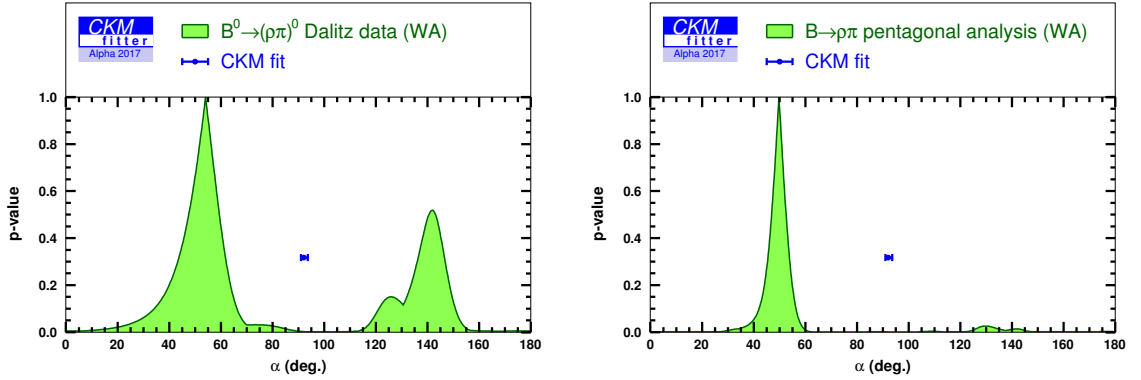 CKM
fitter
Alpha 2017
B⁰→(ρπ)⁰ Dalitz data (WA)
CKM fit
1.0
0.8
0.6
0.4
0.2
0.0
p-value
0 20 40 60 80 100 120 140 160 180
α (deg.)
CKM
fitter
Alpha 2017
B→ρπ pentagonal analysis (WA)
CKM fit
1.0
0.8
0.6
0.4
0.2
0.0
p-value
0 20 40 60 80 100 120 140 160 180
α (deg.)